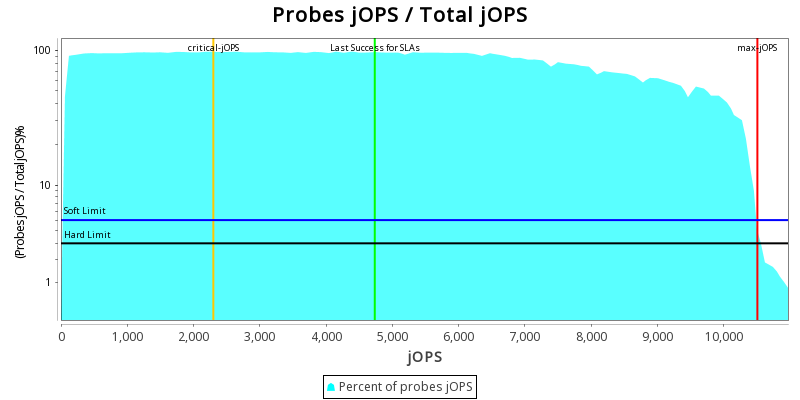 Probes jOPS / Total jOPS
100
10
1
(Probes jOPS / Total jOPS)%
critical-jOPS
Last Success for SLAs
max-jOPS
Soft Limit
Hard Limit
0
1,000
2,000
3,000
4,000
5,000
6,000
7,000
8,000
9,000
10,000
jOPS
Percent of probes jOPS